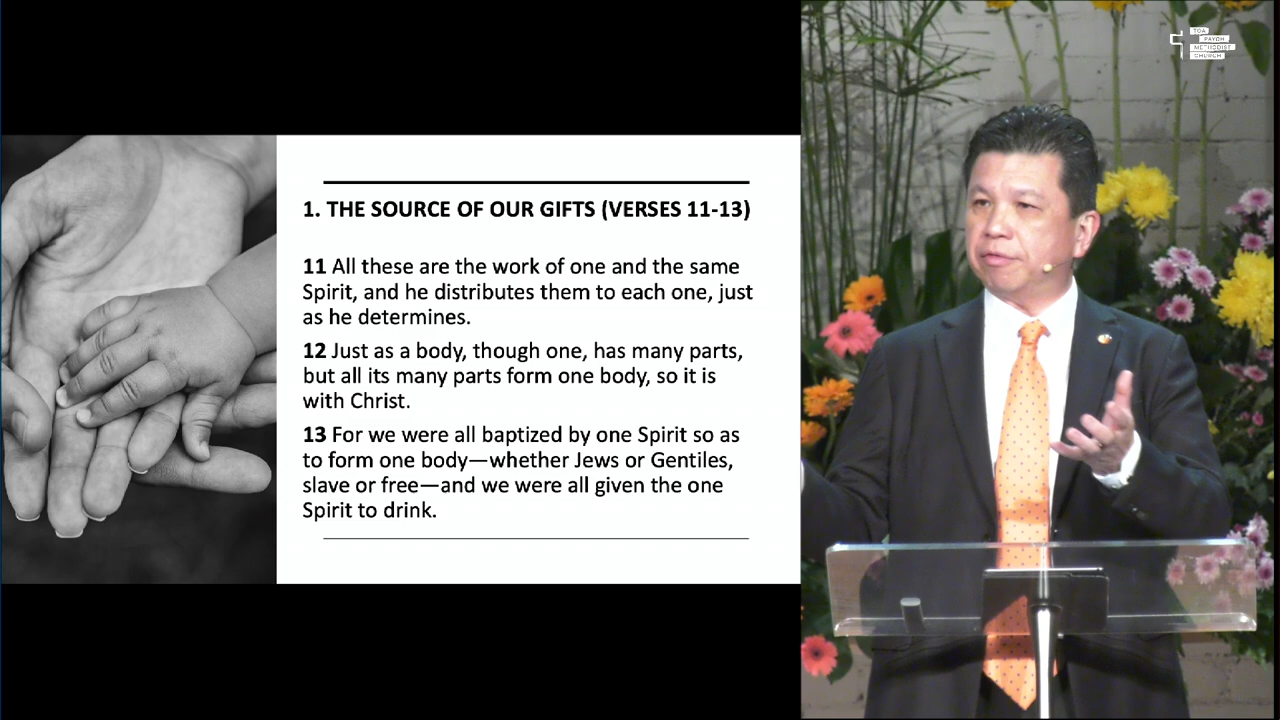 1. THE SOURCE OF OUR GIFTS (VERSES 11-13)
11 All these are the work of one and the same
Spirit, and he distributes them to each one, just
as he determines.
12 Just as a body, though one, has many parts,
but all its many parts form one body, so it is
with Christ.
13 For we were all baptized by one Spirit so as
to form one body—whether Jews or Gentiles,
slave or free—and we were all given the one
Spirit to drink.
TOA
PAYOH
METHODIST
CHURCH